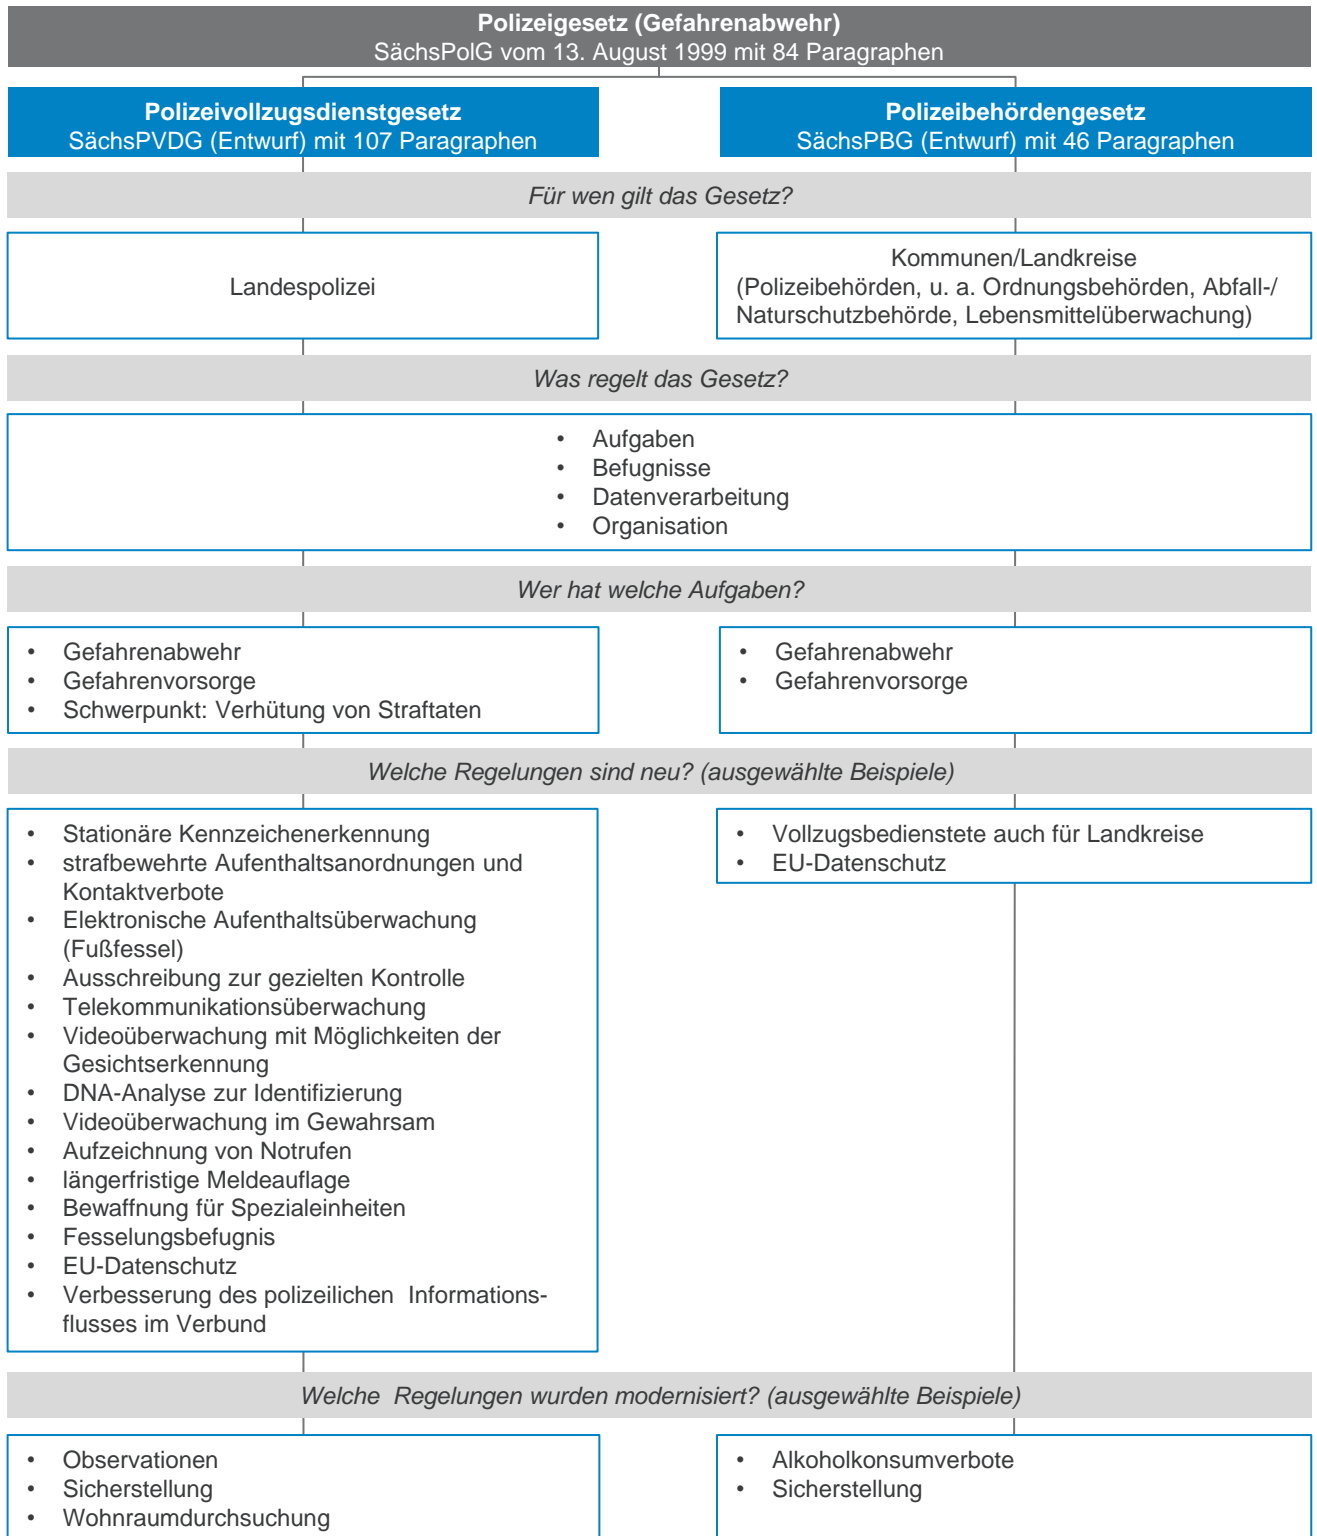 Polizeigesetz (Gefahrenabwehr)
SächsPolG vom 13. August 1999 mit 84 Paragraphen
Polizeivollzugsdienstgesetz
SächsPVDG (Entwurf) mit 107 Paragraphen
Polizeibehördengesetz
SächsPBG (Entwurf) mit 46 Paragraphen
Für wen gilt das Gesetz?
Landespolizei
Kommunen/Landkreise
(Polizeibehörden, u. a. Ordnungsbehörden, Abfall-/
Naturschutzbehörde, Lebensmittelüberwachung)
Was regelt das Gesetz?
• Aufgaben
• Befugnisse
• Datenverarbeitung
• Organisation
Wer hat welche Aufgaben?
• Gefahrenabwehr
• Gefahrenvorsorge
• Schwerpunkt: Verhütung von Straftaten
• Gefahrenabwehr
• Gefahrenvorsorge
Welche Regelungen sind neu? (ausgewählte Beispiele)
• Stationäre Kennzeichenerkennung
• strafbewehrte Aufenthaltsanordnungen und
Kontaktverbote
• Elektronische Aufenthaltsüberwachung
(Fußfessel)
• Ausschreibung zur gezielten Kontrolle
• Telekommunikationsüberwachung
• Videoüberwachung mit Möglichkeiten der
Gesichtserkennung
• DNA-Analyse zur Identifizierung
• Videoüberwachung im Gewahrsam
• Aufzeichnung von Notrufen
• längerfristige Meldeauflage
• Bewaffnung für Spezialeinheiten
• Fesselungsbefugnis
• EU-Datenschutz
• Verbesserung des polizeilichen Informations-
flusses im Verbund
• Vollzugsbedienstete auch für Landkreise
• EU-Datenschutz
Welche Regelungen wurden modernisiert? (ausgewählte Beispiele)
• Observationen
• Sicherstellung
• Wohnraumdurchsuchung
• Alkoholkonsumverbote
• Sicherstellung